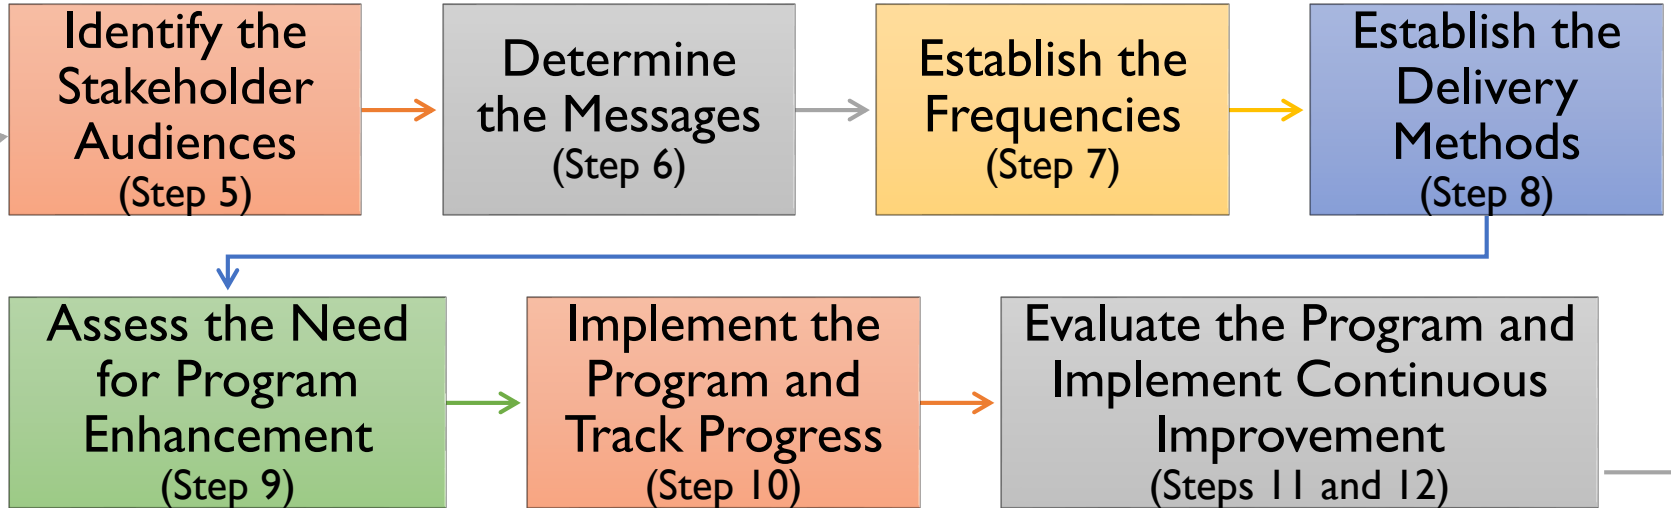 Identify the
Stakeholder
Audiences
(Step 5)
Determine
the Messages
(Step 6)
Establish the
Frequencies
(Step 7)
Establish the
Delivery
Methods
(Step 8)
Assess the Need
for Program
Enhancement
(Step 9)
Implement the
Program and
Track Progress
(Step 10)
Evaluate the Program and
Implement Continuous
Improvement
(Steps 11 and 12)